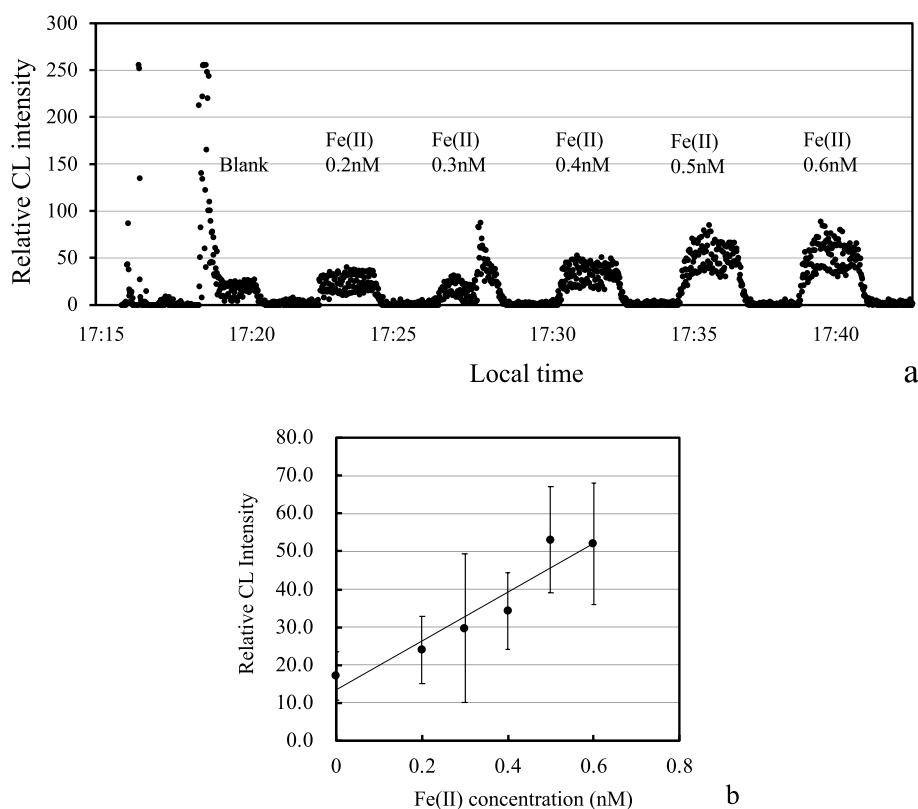 300
250
200
150
100
50
0
Relative CL intensity
Blank
Fe(II)
0.2nM
Fe(II)
0.3nM
Fe(II)
0.4nM
Fe(II)
0.5nM
Fe(II)
0.6nM
17:15 17:20 17:25 17:30 17:35 17:40
Local time
a
80.0
70.0
60.0
50.0
40.0
30.0
20.0
10.0
0.0
Relative CL Intensity
0 0.2 0.4 0.6 0.8
Fe(II) concentration (nM)
b